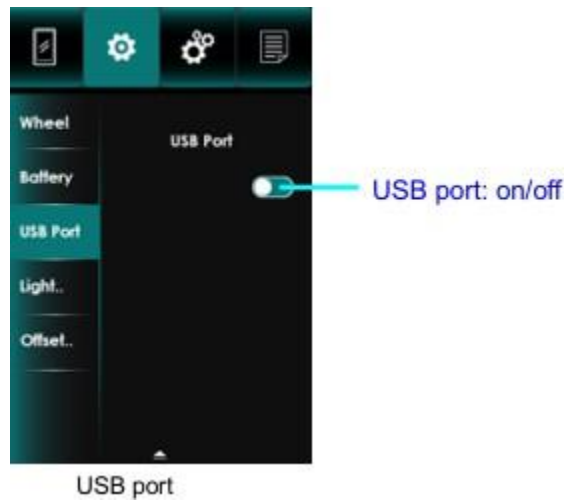 Wheel
USB Port
Battery
USB port: on/off
USB Port
Light..
Offset..
USB port